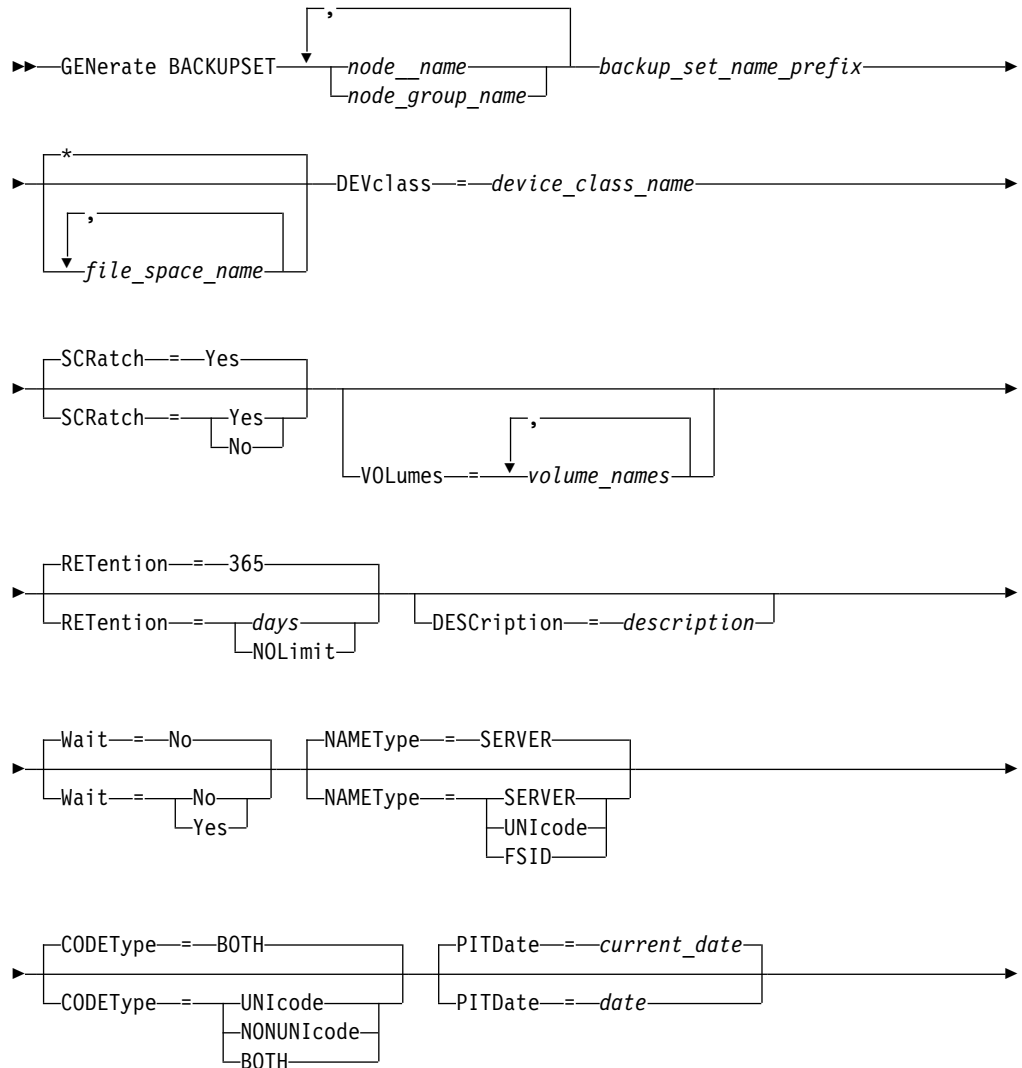 ,
GENerate BACKUPSET node__name backup_set_name_prefix
node_group_name
*
DEVclass = device_class_name
,
file_space_name
SCRatch = Yes
SCRatch = Yes
No
,
VOLumes = volume_names
RETention = 365
RETention = days
NOLimit
DESCription = description
Wait = No
Wait = No
Yes
NAMEType = SERVER
NAMEType = SERVER
UNIcode
FSID
CODEType = BOTH
CODEType = UNIcode
NONUNIcode
BOTH
PITDate = current_date
PITDate = date